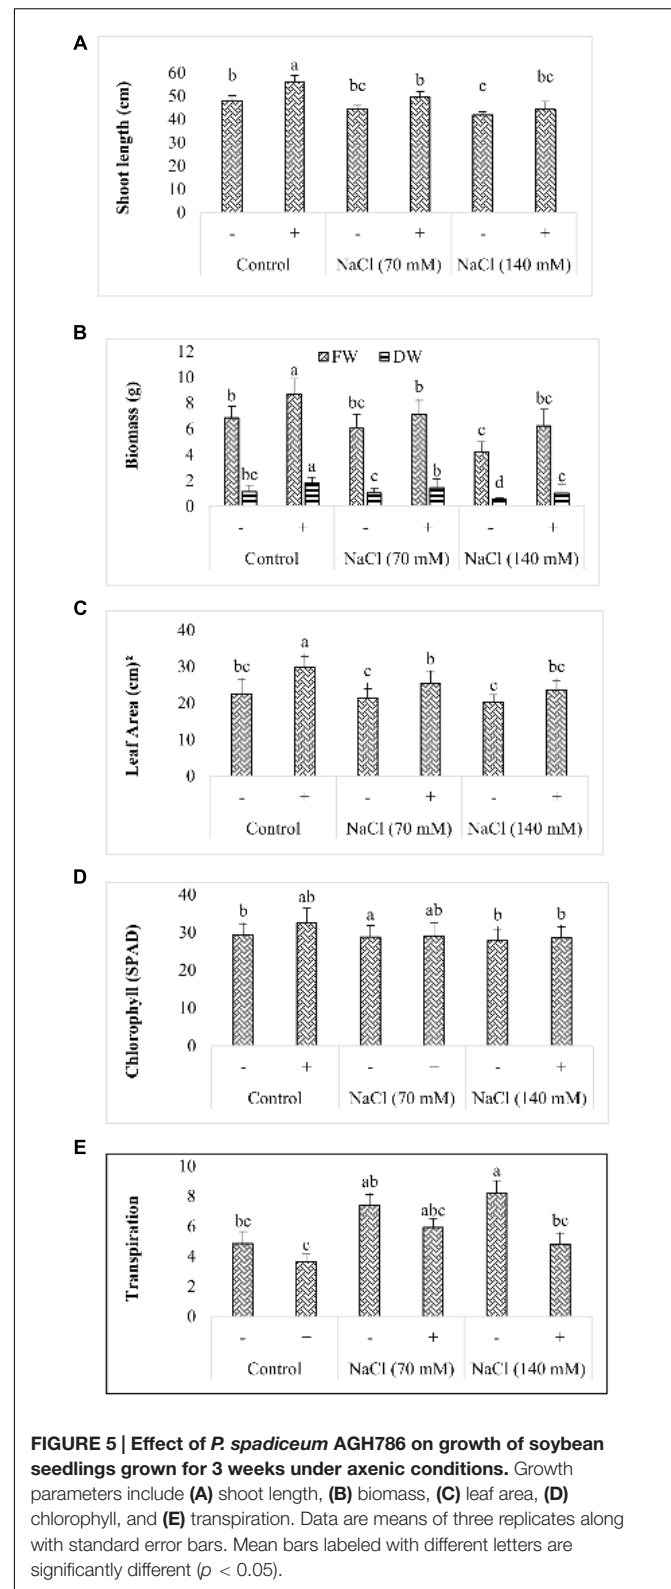 A
Shoot length (cm)
60
50
40
30
20
10
0
b
a
bc
b
c
bc
- + - + - +
Control NaCl (70 mM) NaCl (140 mM)
B
Biomass (g)
12
10
8
6
4
2
0
FW DW
b
bc
a
a
bc
c
b
b
c
d
bc
c
- + - + - +
Control NaCl (70 mM) NaCl (140 mM)
C
Leaf Area (cm)²
40
30
20
10
0
bc
a
c
b
c
bc
- + - + - +
Control NaCl (70 mM) NaCl (140 mM)
D
Chlorophyll (SPAD)
40
30
20
10
0
b
ab
a
ab
b
b
- + - – - +
Control NaCl (70 mM) NaCl (140 mM)
E
Transpiration
10
8
6
4
2
0
bc
c
ab
abc
a
bc
- – - + - +
Control NaCl (70 mM) NaCl (140 mM)
FIGURE 5 | Effect of P. spadiceum AGH786 on growth of soybean
seedlings grown for 3 weeks under axenic conditions. Growth
parameters include (A) shoot length, (B) biomass, (C) leaf area, (D)
chlorophyll, and (E) transpiration. Data are means of three replicates along
with standard error bars. Mean bars labeled with different letters are
significantly different (p < 0.05).